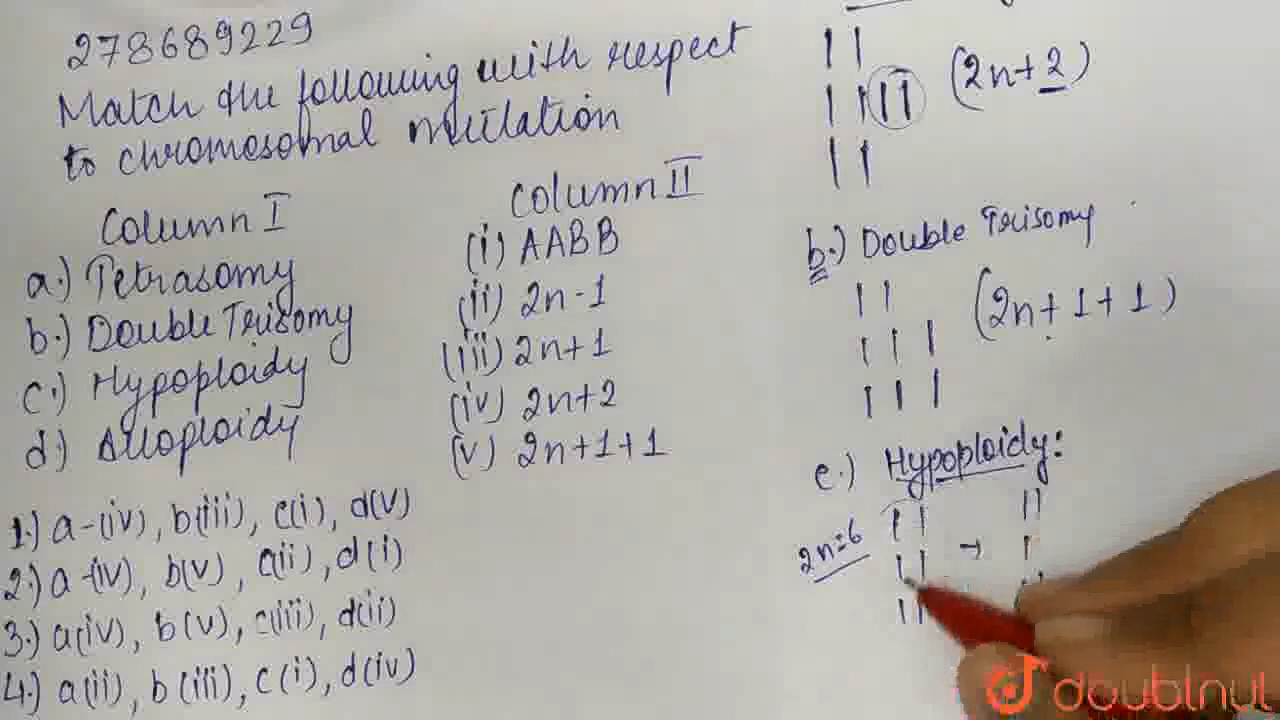 278689229
Match the following with respect
to chromosomal mutation
Column I
Column II
a.) Tetrasomy
(i) AABB
b.) Double Trisomy
(ii) 2n-1
c.) Hypoploidy
(iii) 2n+1
d.) Alloploidy
(iv) 2n+2
(v) 2n+1+1
1.) a-(iv), b(iii), c(i), d(v)
2.) a-(iv), b(v), c(ii), d(i)
3.) a(iv), b(v), c(iii), d(ii)
4.) a(ii), b(iii), c(i), d(iv)
(2n+2)
b.) Double Trisomy
(2n+1+1)
c.) Hypoploidy:
2n=6
doubtnut